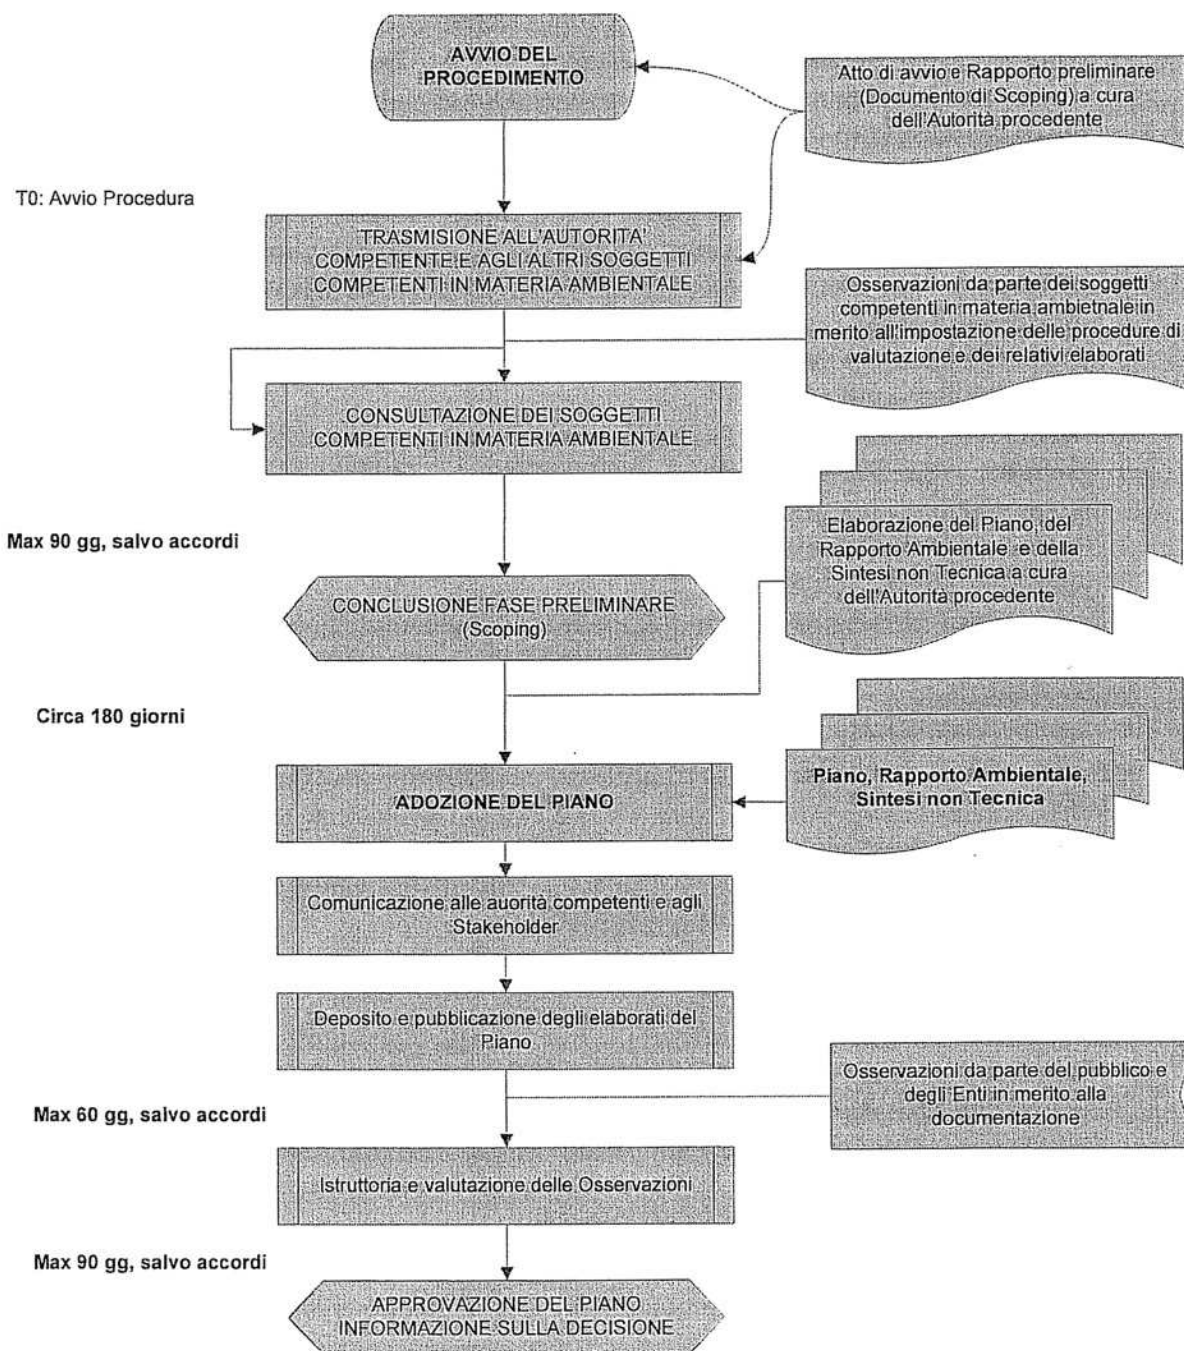 AVVIO DEL
PROCEDIMENTO
Atto di avvio e Rapporto preliminare
(Documento di Scoping) a cura
dell'Autorità procedente
T0: Avvio Procedura
TRASMISIONE ALL'AUTORITA'
COMPETENTE E AGLI ALTRI SOGGETTI
COMPETENTI IN MATERIA AMBIENTALE
Osservazioni da parte dei soggetti
competenti in materia ambietnale in
merito all'impostazione delle procedure di
valutazione e dei relativi elaborati
CONSULTAZIONE DEI SOGGETTI
COMPETENTI IN MATERIA AMBIENTALE
Max 90 gg, salvo accordi
Elaborazione del Piano, del
Rapporto Ambientale e della
Sintesi non Tecnica a cura
dell'Autorità procedente
CONCLUSIONE FASE PRELIMINARE
(Scoping)
Circa 180 giorni
Piano, Rapporto Ambientale,
Sintesi non Tecnica
ADOZIONE DEL PIANO
Comunicazione alle auorità competenti e agli
Stakeholder
Deposito e pubblicazione degli elaborati del
Piano
Osservazioni da parte del pubblico e
degli Enti in merito alla
documentazione
Max 60 gg, salvo accordi
Istruttoria e valutazione delle Osservazioni
Max 90 gg, salvo accordi
APPROVAZIONE DEL PIANO
INFORMAZIONE SULLA DECISIONE